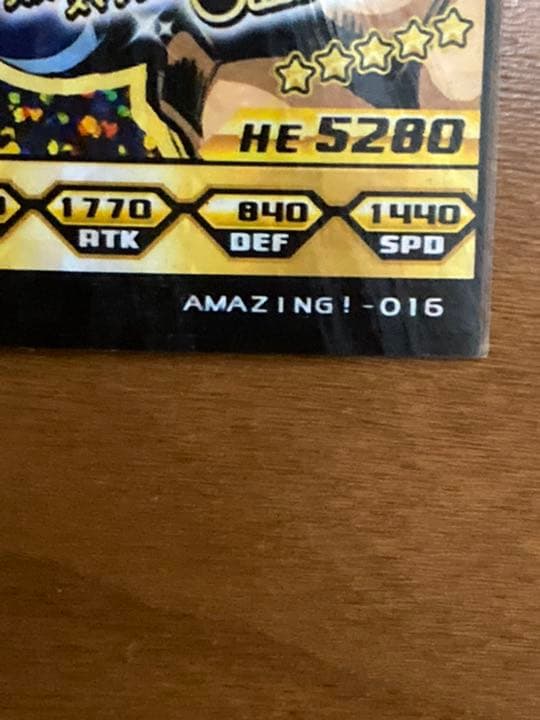 HE 5280
1770 840 1440
ATK DEF SPD
AMAZING!-016